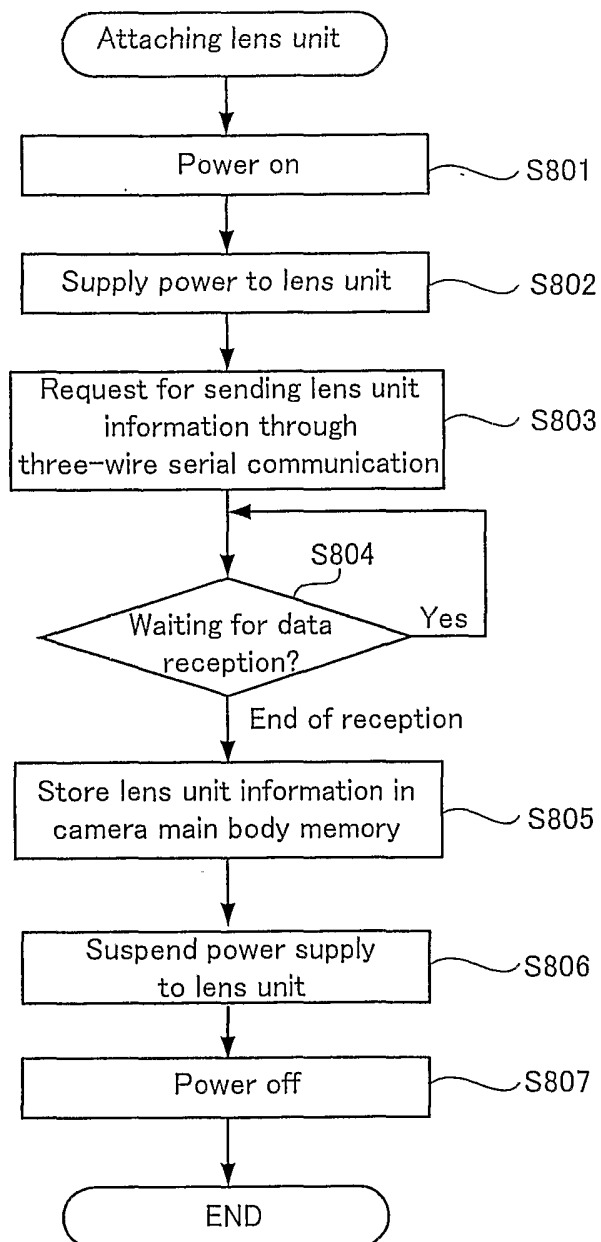 Attaching lens unit
Power on
S801
Supply power to lens unit
S802
Request for sending lens unit
information through
three-wire serial communication
S803
S804
Waiting for data
reception?
Yes
End of reception
Store lens unit information in
camera main body memory
S805
Suspend power supply
to lens unit
S806
Power off
S807
END